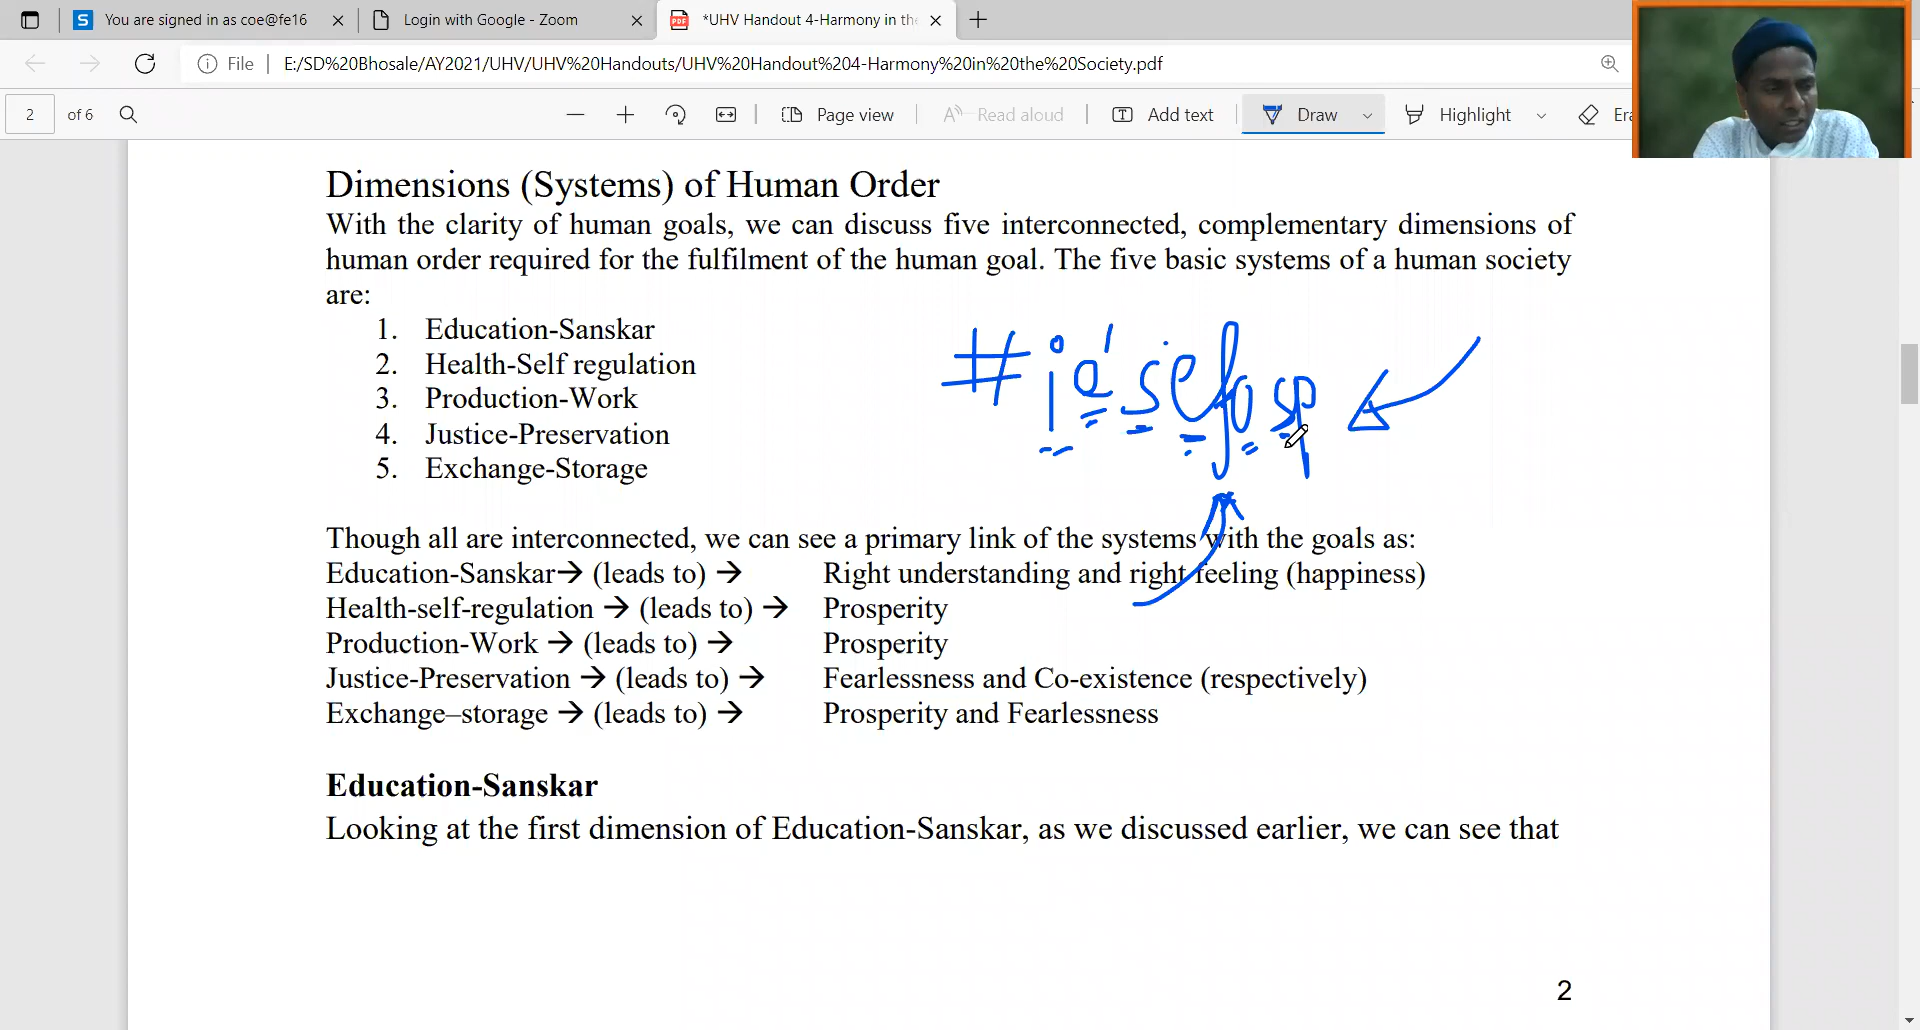 You are signed in as coe@fe16
Login with Google - Zoom
*UHV Handout 4-Harmony in the
File
E:/SD%20Bhosale/AY2021/UHV/UHV%20Handouts/UHV%20Handout%204-Harmony%20in%20the%20Society.pdf
2 of 6
Page view
Read aloud
Add text
Draw
Highlight
Era
Dimensions (Systems) of Human Order
With the clarity of human goals, we can discuss five interconnected, complementary dimensions of
human order required for the fulfilment of the human goal. The five basic systems of a human society
are:
1. Education-Sanskar
2. Health-Self regulation
3. Production-Work
4. Justice-Preservation
5. Exchange-Storage
Though all are interconnected, we can see a primary link of the systems with the goals as:
Education-Sanskar→ (leads to) → Right understanding and right feeling (happiness)
Health-self-regulation → (leads to) → Prosperity
Production-Work → (leads to) → Prosperity
Justice-Preservation → (leads to) → Fearlessness and Co-existence (respectively)
Exchange–storage → (leads to) → Prosperity and Fearlessness
Education-Sanskar
Looking at the first dimension of Education-Sanskar, as we discussed earlier, we can see that
2